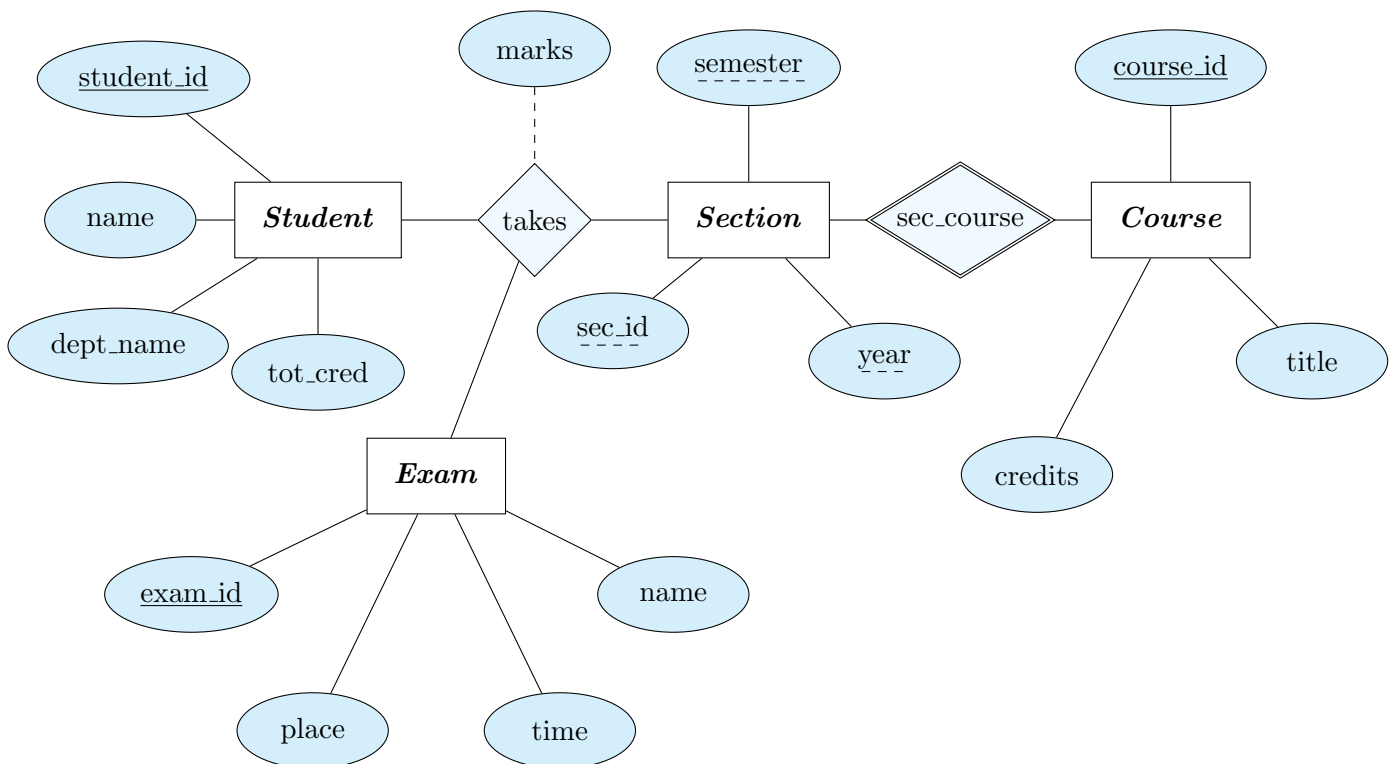 marks
semester
course_id
student_id
name
Student
takes
Section
sec_course
Course
dept_name
tot_cred
sec_id
year
title
Exam
credits
exam_id
name
place
time